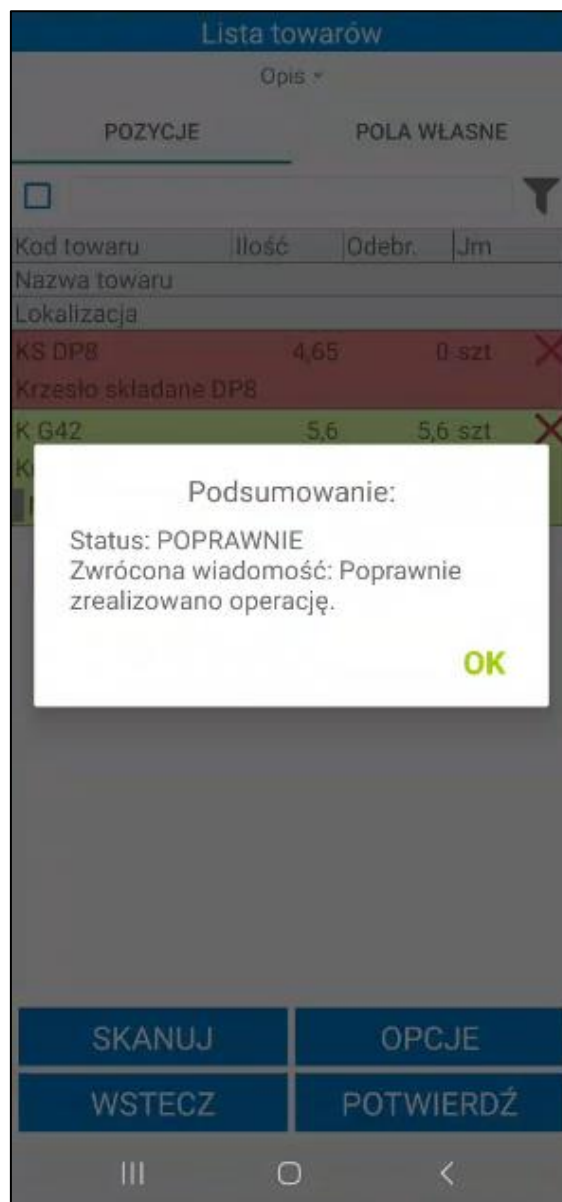 Lista towarów
Opis
POZYCJE POLA WŁASNE
Kod towaru Ilość Odebr. Jm
Nazwa towaru
Lokalizacja
KS DP8 4,65 0 szt
Krzesło składane DP8
K G42 5,6 5,6 szt
Podsumowanie:
Status: POPRAWNIE
Zwrócona wiadomość: Poprawnie
zrealizowano operację.
OK
SKANUJ OPCJE
WSTECZ POTWIERDŹ